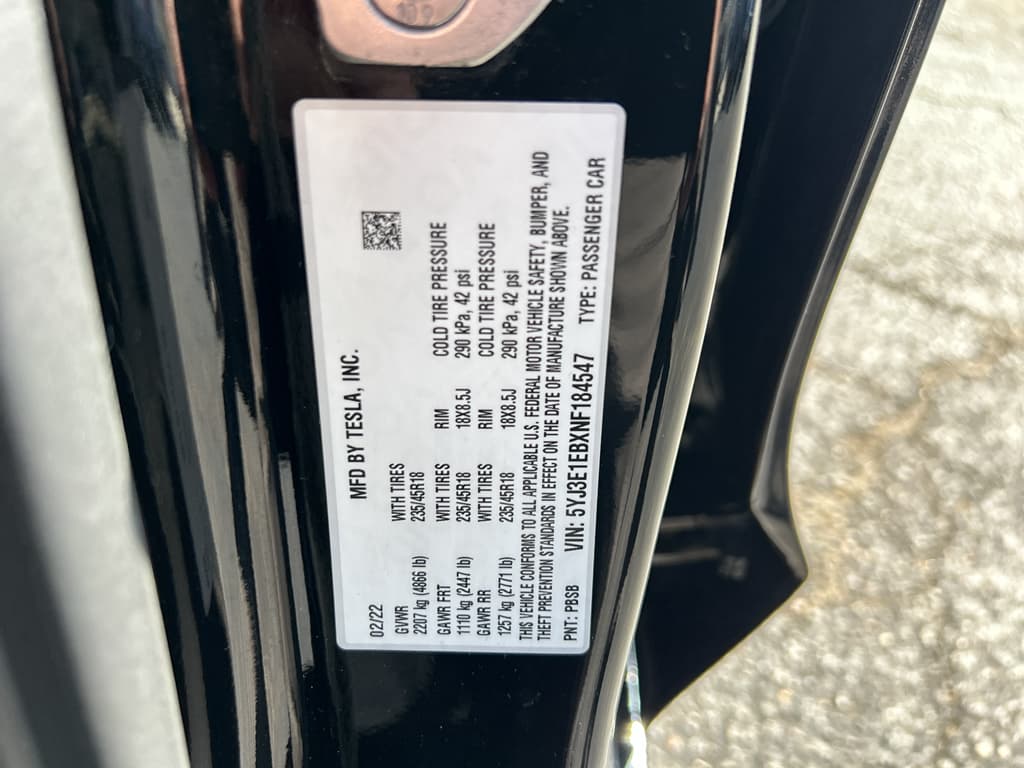 MFD BY TESLA, INC.
02/22
GVWR WITH TIRES
2207 kg (4866 lb) 235/45R18
GAWR FRT WITH TIRES RIM COLD TIRE PRESSURE
1110 kg (2447 lb) 235/45R18 18X8.5J 290 kPa, 42 psi
GAWR RR WITH TIRES RIM COLD TIRE PRESSURE
1257 kg (2771 lb) 235/45R18 18X8.5J 290 kPa, 42 psi
THIS VEHICLE CONFORMS TO ALL APPLICABLE U.S. FEDERAL MOTOR VEHICLE SAFETY, BUMPER, AND
THEFT PREVENTION STANDARDS IN EFFECT ON THE DATE OF MANUFACTURE SHOWN ABOVE.
PNT: PBSB VIN: 5YJ3E1EBXNF184547 TYPE: PASSENGER CAR